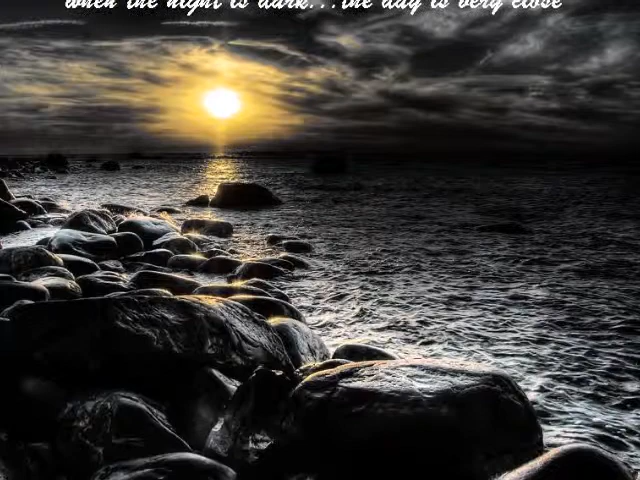 when the night is dark...the day is very close